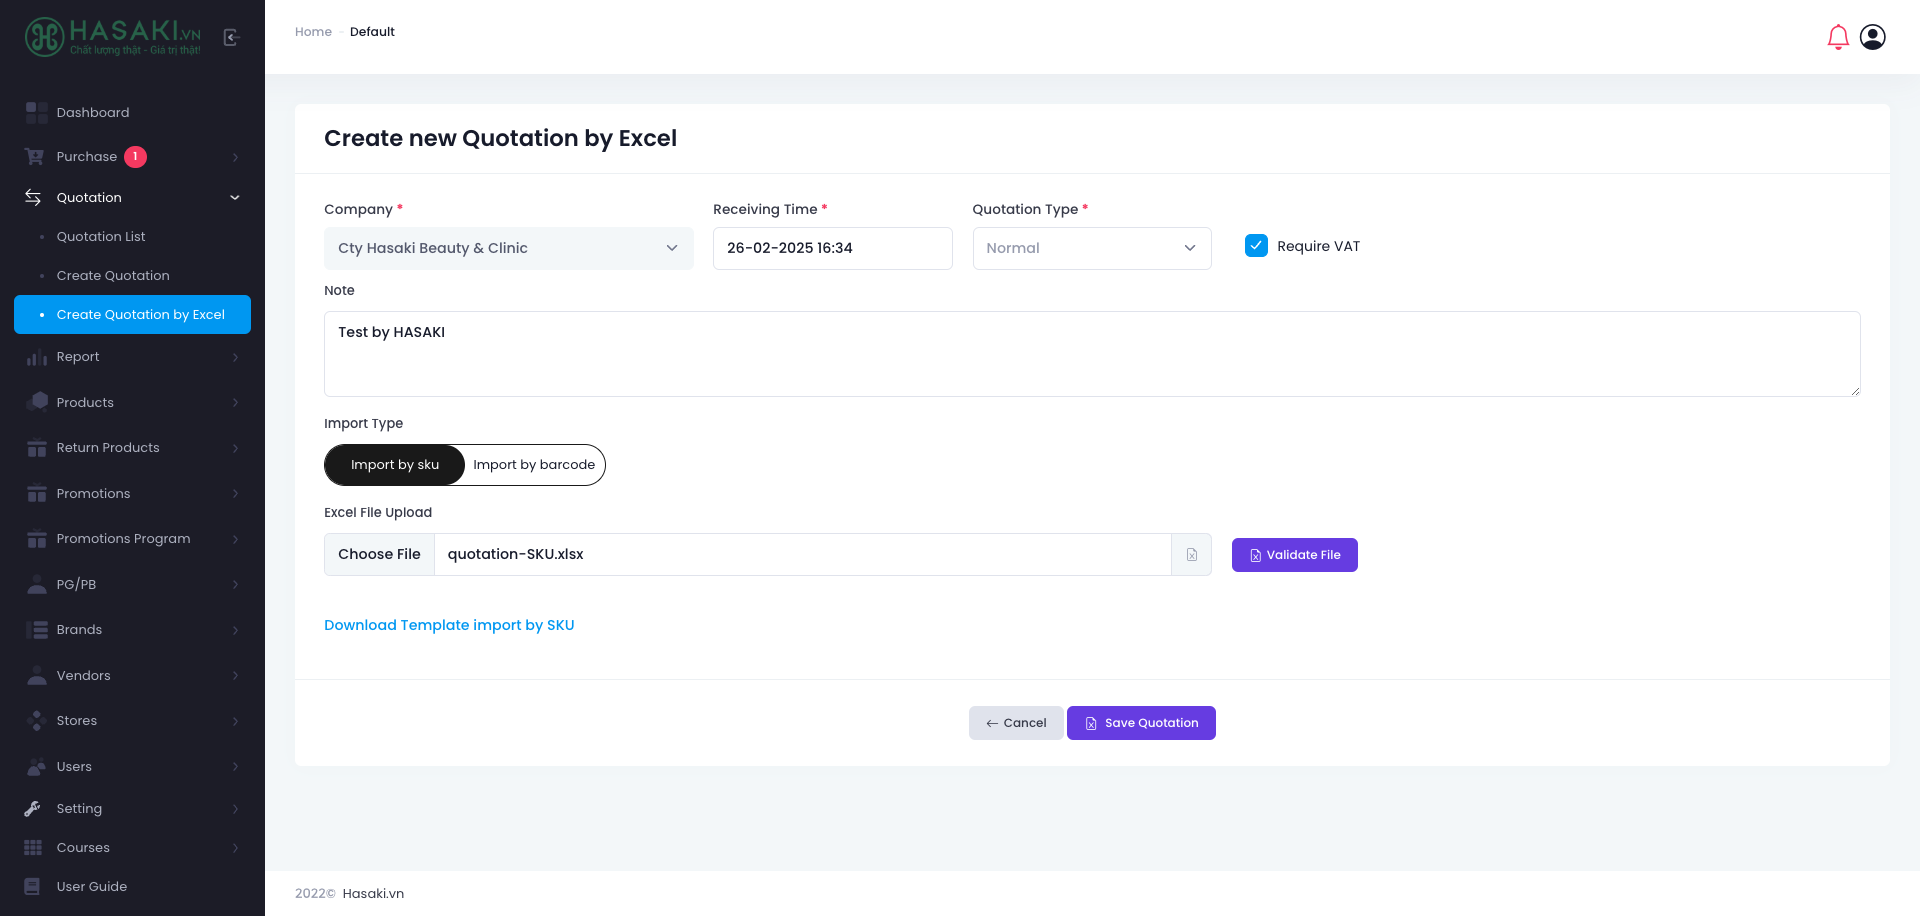 HASAKI.VN
Chất lượng thật - Giá trị thật!
Home - Default
Dashboard
Purchase 1
Quotation
Quotation List
Create Quotation
Create Quotation by Excel
Report
Products
Return Products
Promotions
Promotions Program
PG/PB
Brands
Vendors
Stores
Users
Setting
Courses
User Guide
Create new Quotation by Excel
Company * Receiving Time * Quotation Type *
Cty Hasaki Beauty & Clinic 26-02-2025 16:34 Normal Require VAT
Note
Test by HASAKI
Import Type
Import by sku Import by barcode
Excel File Upload
Choose File quotation-SKU.xlsx Validate File
Download Template import by SKU
Cancel Save Quotation
2022© Hasaki.vn